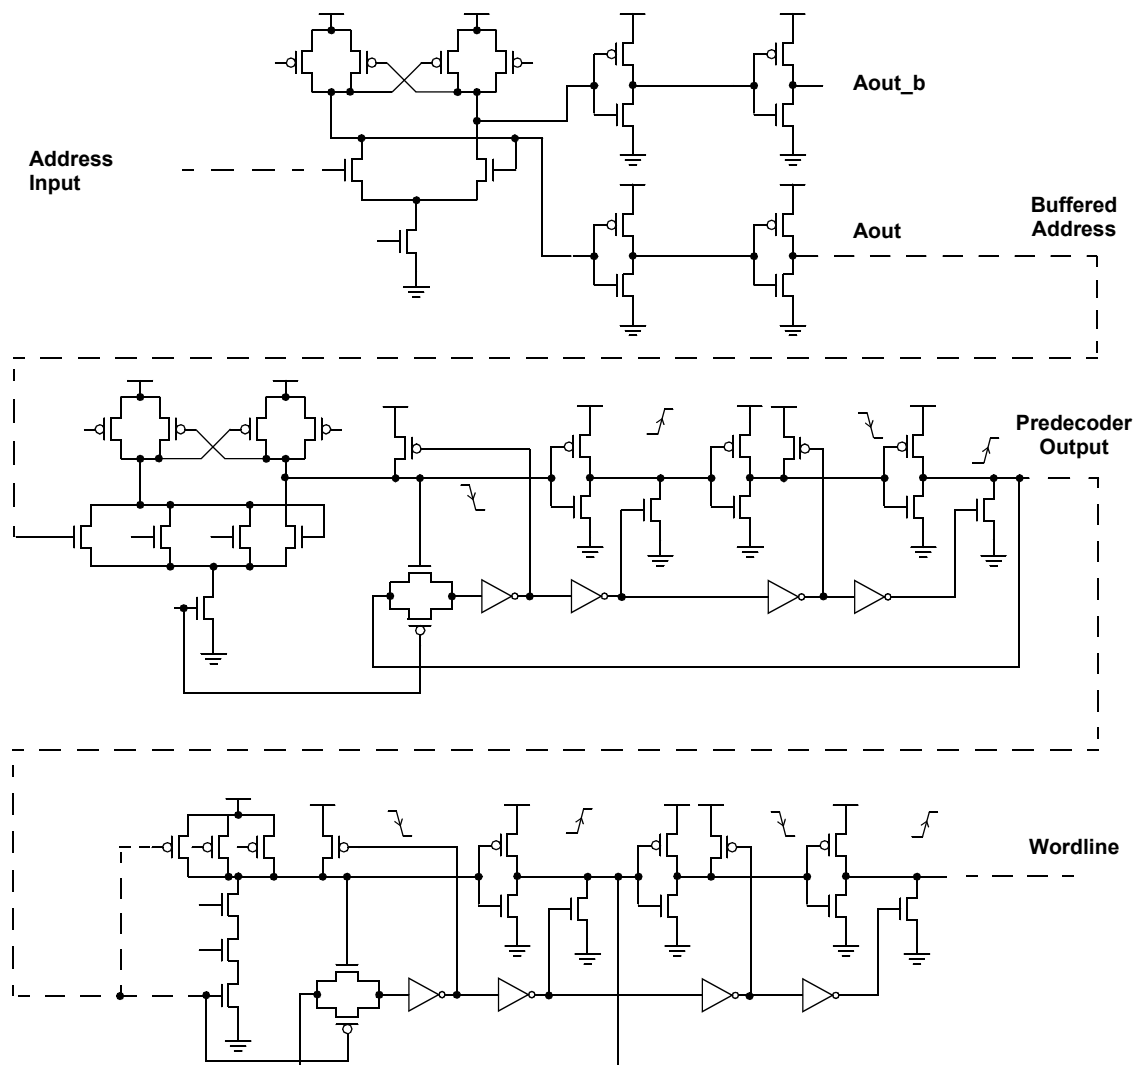 Aout_b
Address
Input
Aout
Buffered
Address
Predecoder
Output
Wordline